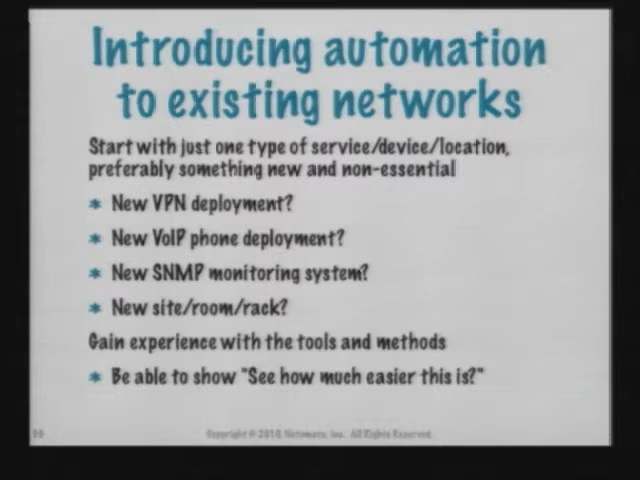 Introducing automation
to existing networks
Start with just one type of service/device/location,
preferably something new and non-essential
* New VPN deployment?
* New VoIP phone deployment?
* New SNMP monitoring system?
* New site/room/rack?
Gain experience with the tools and methods
* Be able to show "See how much easier this is?"
Copyright © 2010, Inc. All Rights Reserved.